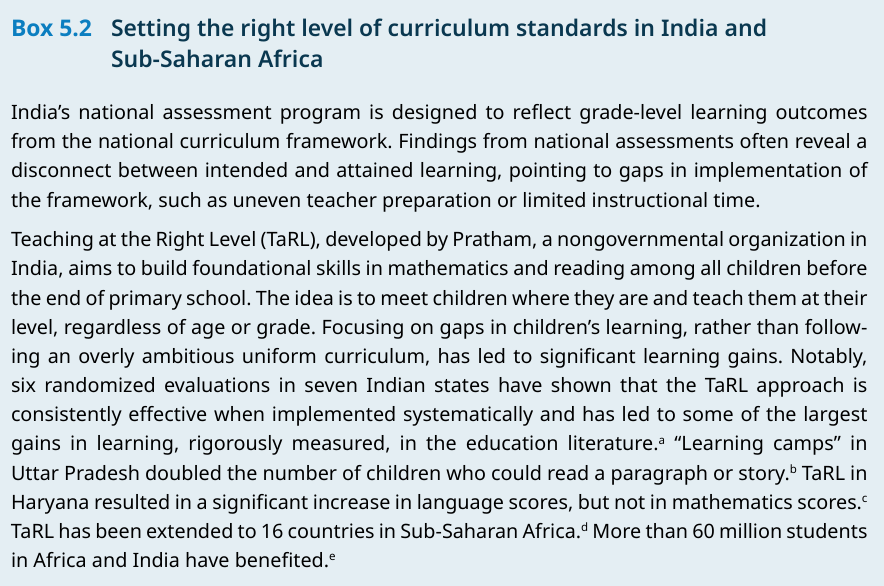 Box 5.2 Setting the right level of curriculum standards in India and
Sub-Saharan Africa
India’s national assessment program is designed to reflect grade-level learning outcomes
from the national curriculum framework. Findings from national assessments often reveal a
disconnect between intended and attained learning, pointing to gaps in implementation of
the framework, such as uneven teacher preparation or limited instructional time.
Teaching at the Right Level (TaRL), developed by Pratham, a nongovernmental organization in
India, aims to build foundational skills in mathematics and reading among all children before
the end of primary school. The idea is to meet children where they are and teach them at their
level, regardless of age or grade. Focusing on gaps in children’s learning, rather than follow-
ing an overly ambitious uniform curriculum, has led to significant learning gains. Notably,
six randomized evaluations in seven Indian states have shown that the TaRL approach is
consistently effective when implemented systematically and has led to some of the largest
gains in learning, rigorously measured, in the education literature.ᵃ “Learning camps” in
Uttar Pradesh doubled the number of children who could read a paragraph or story.ᵇ TaRL in
Haryana resulted in a significant increase in language scores, but not in mathematics scores.ᶜ
TaRL has been extended to 16 countries in Sub-Saharan Africa.ᵈ More than 60 million students
in Africa and India have benefited.ᵉ